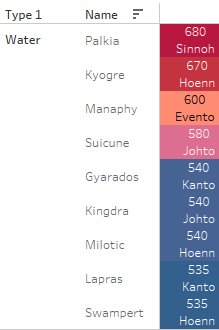 Type 1 Name
Water Palkia 680
Sinnoh
Kyogre 670
Hoenn
Manaphy 600
Evento
Suicune 580
Johto
Gyarados 540
Kanto
Kingdra 540
Johto
Milotic 540
Hoenn
Lapras 535
Kanto
Swampert 535
Hoenn